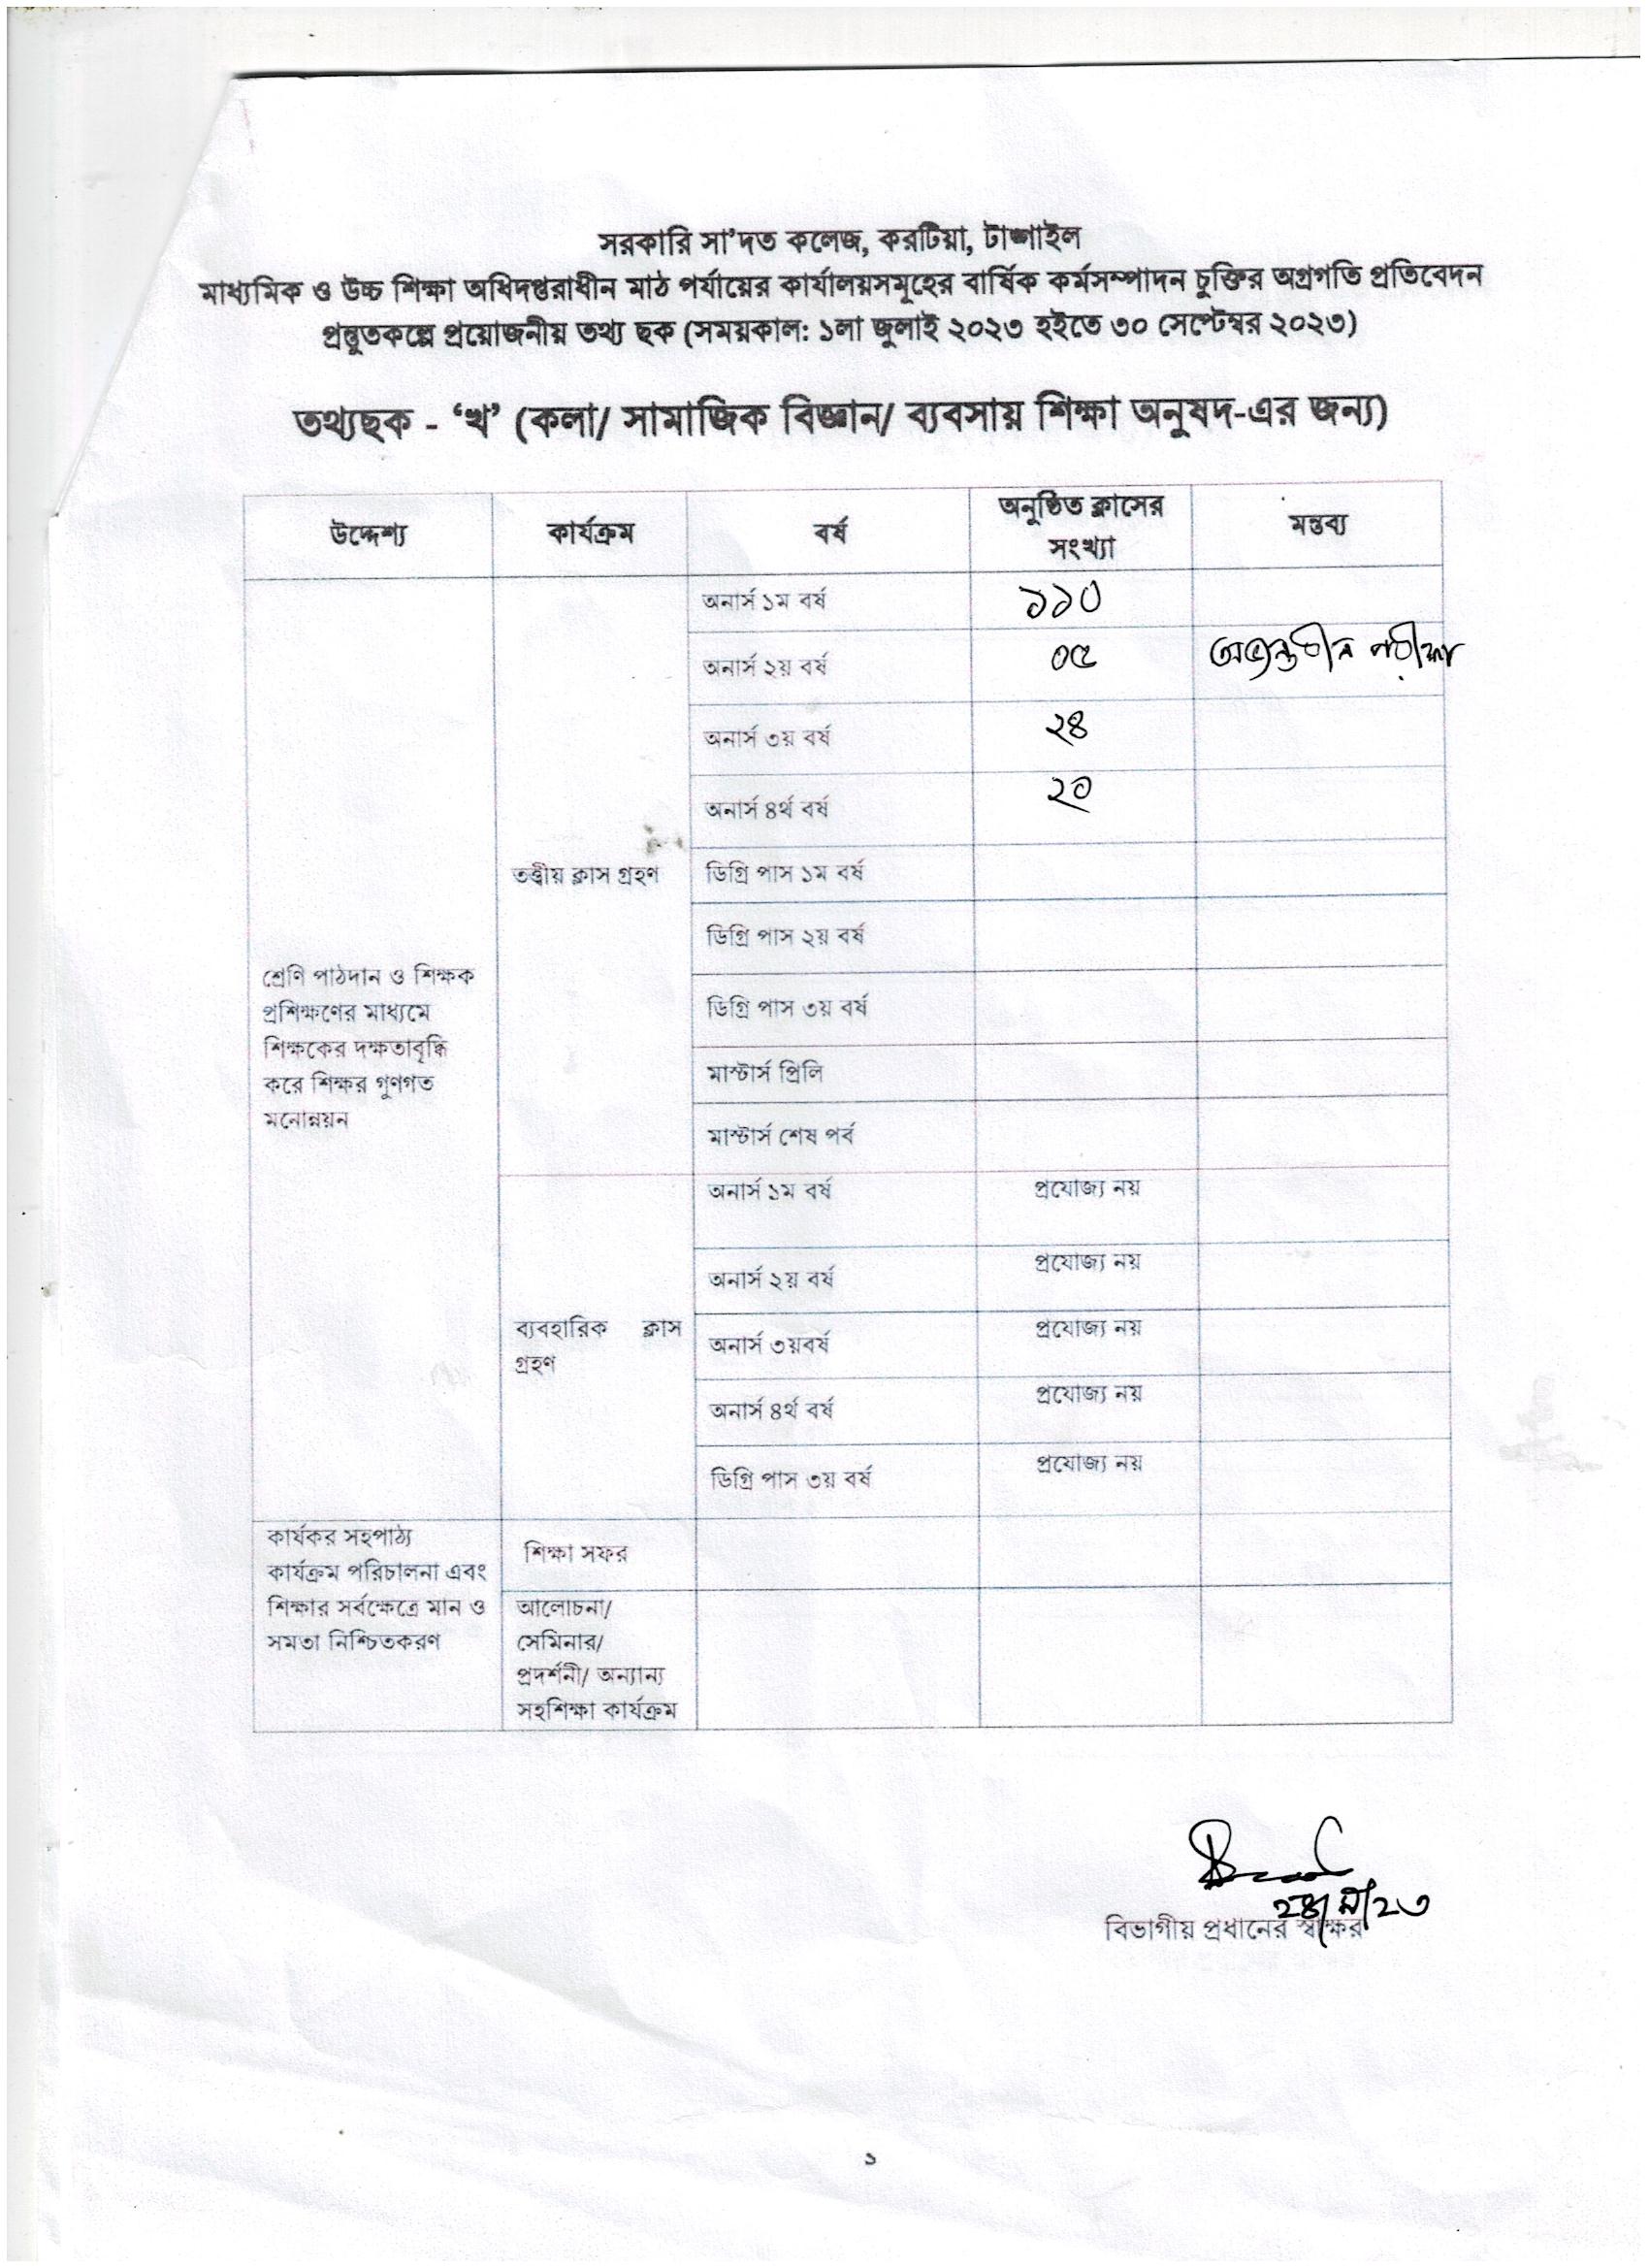 সরকারি সা'দত কলেজ, করটিয়া, টাঙ্গাইল
মাধ্যমিক ও উচ্চ শিক্ষা অধিদপ্তরাধীন মাঠ পর্যায়ের কার্যালয়সমূহের বার্ষিক কর্মসম্পাদন চুক্তির অগ্রগতি প্রতিবেদন
প্রস্তুতকল্পে প্রয়োজনীয় তথ্য ছক (সময়কাল: ১লা জুলাই ২০২৩ হইতে ৩০ সেপ্টেম্বর ২০২৩)
তথ্যছক - ‘খ’ (কলা/ সামাজিক বিজ্ঞান/ ব্যবসায় শিক্ষা অনুষদ-এর জন্য)
উদ্দেশ্য কার্যক্রম বর্ষ অনুষ্ঠিত ক্লাসের মন্তব্য
সংখ্যা
অনার্স ১ম বর্ষ ১১০
অনার্স ২য় বর্ষ ০৫ অভ্যন্তরীন পরীক্ষা
অনার্স ৩য় বর্ষ ২৪
অনার্স ৪র্থ বর্ষ ২০
তত্ত্বীয় ক্লাস গ্রহণ ডিগ্রি পাস ১ম বর্ষ
ডিগ্রি পাস ২য় বর্ষ
শ্রেণি পাঠদান ও শিক্ষক
প্রশিক্ষণের মাধ্যমে ডিগ্রি পাস ৩য় বর্ষ
শিক্ষকের দক্ষতাবৃদ্ধি
করে শিক্ষর গুণগত মাস্টার্স প্রিলি
মনোন্নয়ন
মাস্টার্স শেষ পর্ব
অনার্স ১ম বর্ষ প্রযোজ্য নয়
অনার্স ২য় বর্ষ প্রযোজ্য নয়
ব্যবহারিক ক্লাস
গ্রহণ
অনার্স ৩য়বর্ষ প্রযোজ্য নয়
অনার্স ৪র্থ বর্ষ প্রযোজ্য নয়
ডিগ্রি পাস ৩য় বর্ষ প্রযোজ্য নয়
কার্যকর সহপাঠ্য
কার্যক্রম পরিচালনা এবং
শিক্ষার সর্বক্ষেত্রে মান ও
সমতা নিশ্চিতকরণ
শিক্ষা সফর
আলোচনা/
সেমিনার/
প্রদর্শনী/ অন্যান্য
সহশিক্ষা কার্যক্রম
২৪/৯/২৩
বিভাগীয় প্রধানের স্বাক্ষর
১